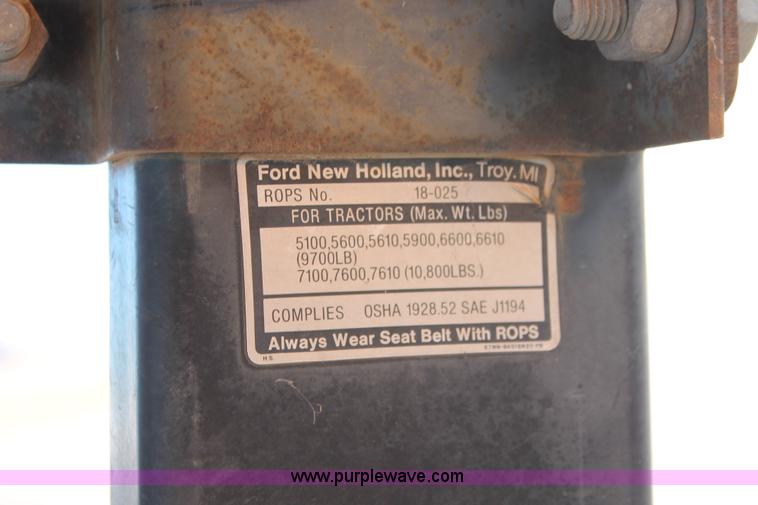 Ford New Holland, Inc., Troy, MI
ROPS No. 18-025
FOR TRACTORS (Max. Wt. Lbs)
5100,5600,5610,5900,6600,6610
(9700LB)
7100,7600,7610 (10,800LBS.)
COMPLIES OSHA 1928.52 SAE J1194
Always Wear Seat Belt With ROPS
H.S.
www.purplewave.com